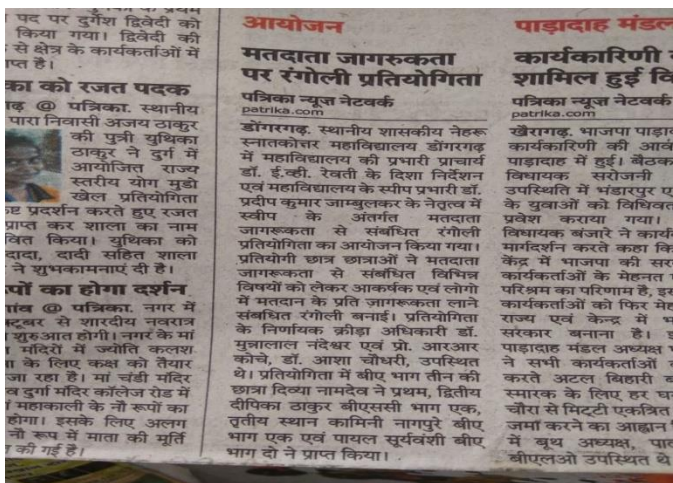 पद पर दुर्गेश द्विवेदी को
किया गया। द्विवेदी की
से क्षेत्र के कार्यकर्ताओं में
को रजत पदक
@ पत्रिका. स्थानीय
पारा निवासी अजय ठाकुर
की पुत्री युथिका
ठाकुर ने दुर्ग में
आयोजित राज्य
स्तरीय योग मुडो
खेल प्रतियोगिता
प्रदर्शन करते हुए रजत
प्राप्त कर शाला का नाम
किया। युथिका को
दादा, दादी सहित शाला
ने शुभकामनाएं दी है।
का होगा दर्शन
@ पत्रिका. नगर में
से शारदीय नवरात्र
शुरुआत होगी। नगर के मां
मंदिरों में ज्योति कलश
के लिए कक्ष को तैयार
जा रहा है। मां चंडी मंदिर
व दुर्गा मंदिर कॉलेज रोड में
महाकाली के नौ रूपों का
होगा। इसके लिए अलग
नौ रूप में माता की मूर्ति
की गई है।
आयोजन
मतदाता जागरुकता
पर रंगोली प्रतियोगिता
पत्रिका न्यूज नेटवर्क
patrika.com
डोंगरगढ़. स्थानीय शासकीय नेहरू
स्नातकोत्तर महाविद्यालय डोंगरगढ़
में महाविद्यालय की प्रभारी प्राचार्य
डॉ. ई.व्ही. रेवती के दिशा निर्देशन
एवं महाविद्यालय के स्पीप प्रभारी डॉ.
प्रदीप कुमार जाम्बुलकर के नेतृत्व में
स्वीप के अंतर्गत मतदाता
जागरूकता से संबंधित रंगोली
प्रतियोगिता का आयोजन किया गया।
प्रतियोगी छात्र छात्राओं ने मतदाता
जागरूकता से संबंधित विभिन्न
विषयों को लेकर आकर्षक एवं लोगो
में मतदान के प्रति जागरूकता लाने
संबधित रंगोली बनाई। प्रतियोगिता
के निर्णायक क्रीड़ा अधिकारी डॉ.
मुन्नालाल नंदेश्वर एवं प्रो. आरआर
कोचे, डॉ. आशा चौधरी, उपस्थित
थे। प्रतियोगिता में बीए भाग तीन की
छात्रा दिव्या नामदेव ने प्रथम, द्वितीय
दीपिका ठाकुर बीएससी भाग एक,
तृतीय स्थान कामिनी नागपुरे बीए
भाग एक एवं पायल सूर्यवंशी बीए
भाग दो ने प्राप्त किया।
पाड़ादाह मंडल
कार्यकारिणी
शामिल हुई
पत्रिका न्यूज नेटवर्क
patrika.com
खैरागढ़. भाजपा
कार्यकारिणी की
पाड़ादाह में हुई। बैठक
विधायक सरोजनी
उपस्थिति में भंडारपुर
के युवाओं को विधिवत
प्रवेश कराया गया।
विधायक बंजारे ने
मार्गदर्शन करते कहा कि
केंद्र में भाजपा की
कार्यकर्ताओं के मेहनत
परिश्रम का परिणाम है,
कार्यकर्ताओं को फिर
राज्य एवं केन्द्र में
सरकार बनाना है।
पाड़ादाह मंडल अध्यक्ष
ने सभी कार्यकर्ताओं
करते अटल बिहारी
स्मारक के लिए हर
चौरा से मिट्टी एकत्रित
जमा करने का आह्वान
में बूथ अध्यक्ष,
बीएलओ उपस्थित थे